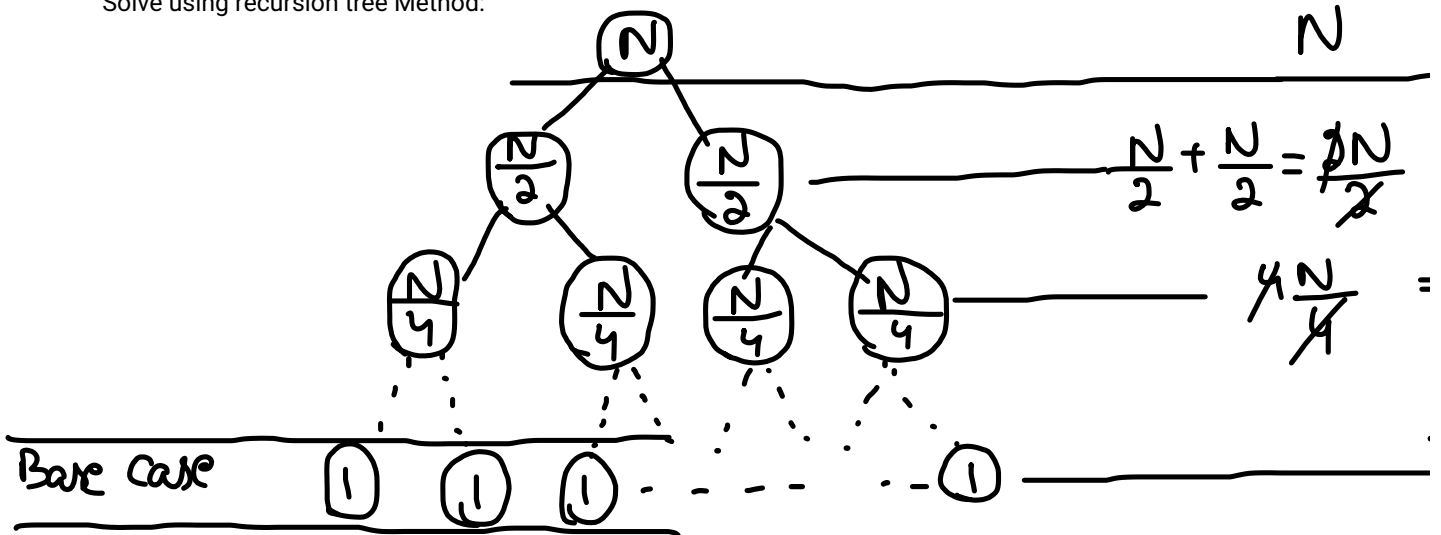 Solve using recursion tree Method:
N N
N/2 N/2 N/2 + N/2 = 2N/2
N/4 N/4 N/4 N/4 4 N/4 =
Base Case 1 1 1 1